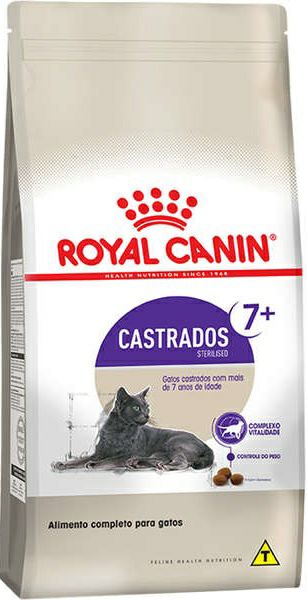 ROYAL CANIN®
HEALTH NUTRITION SINCE 1968
7+
CASTRADOS
STERILISED
Gatos castrados com mais
de 7 anos de idade
COMPLEXO
VITALIDADE
CONTROLE DO PESO
Alimento completo para gatos
T
FELINE HEALTH NUTRITION